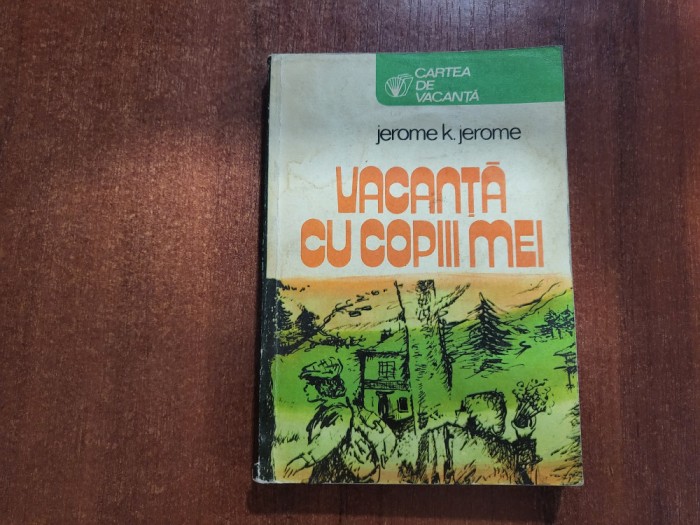 CARTEA
DE
VACANȚĂ
jerome k. jerome
VACANȚĂ
CU COPIII MEI